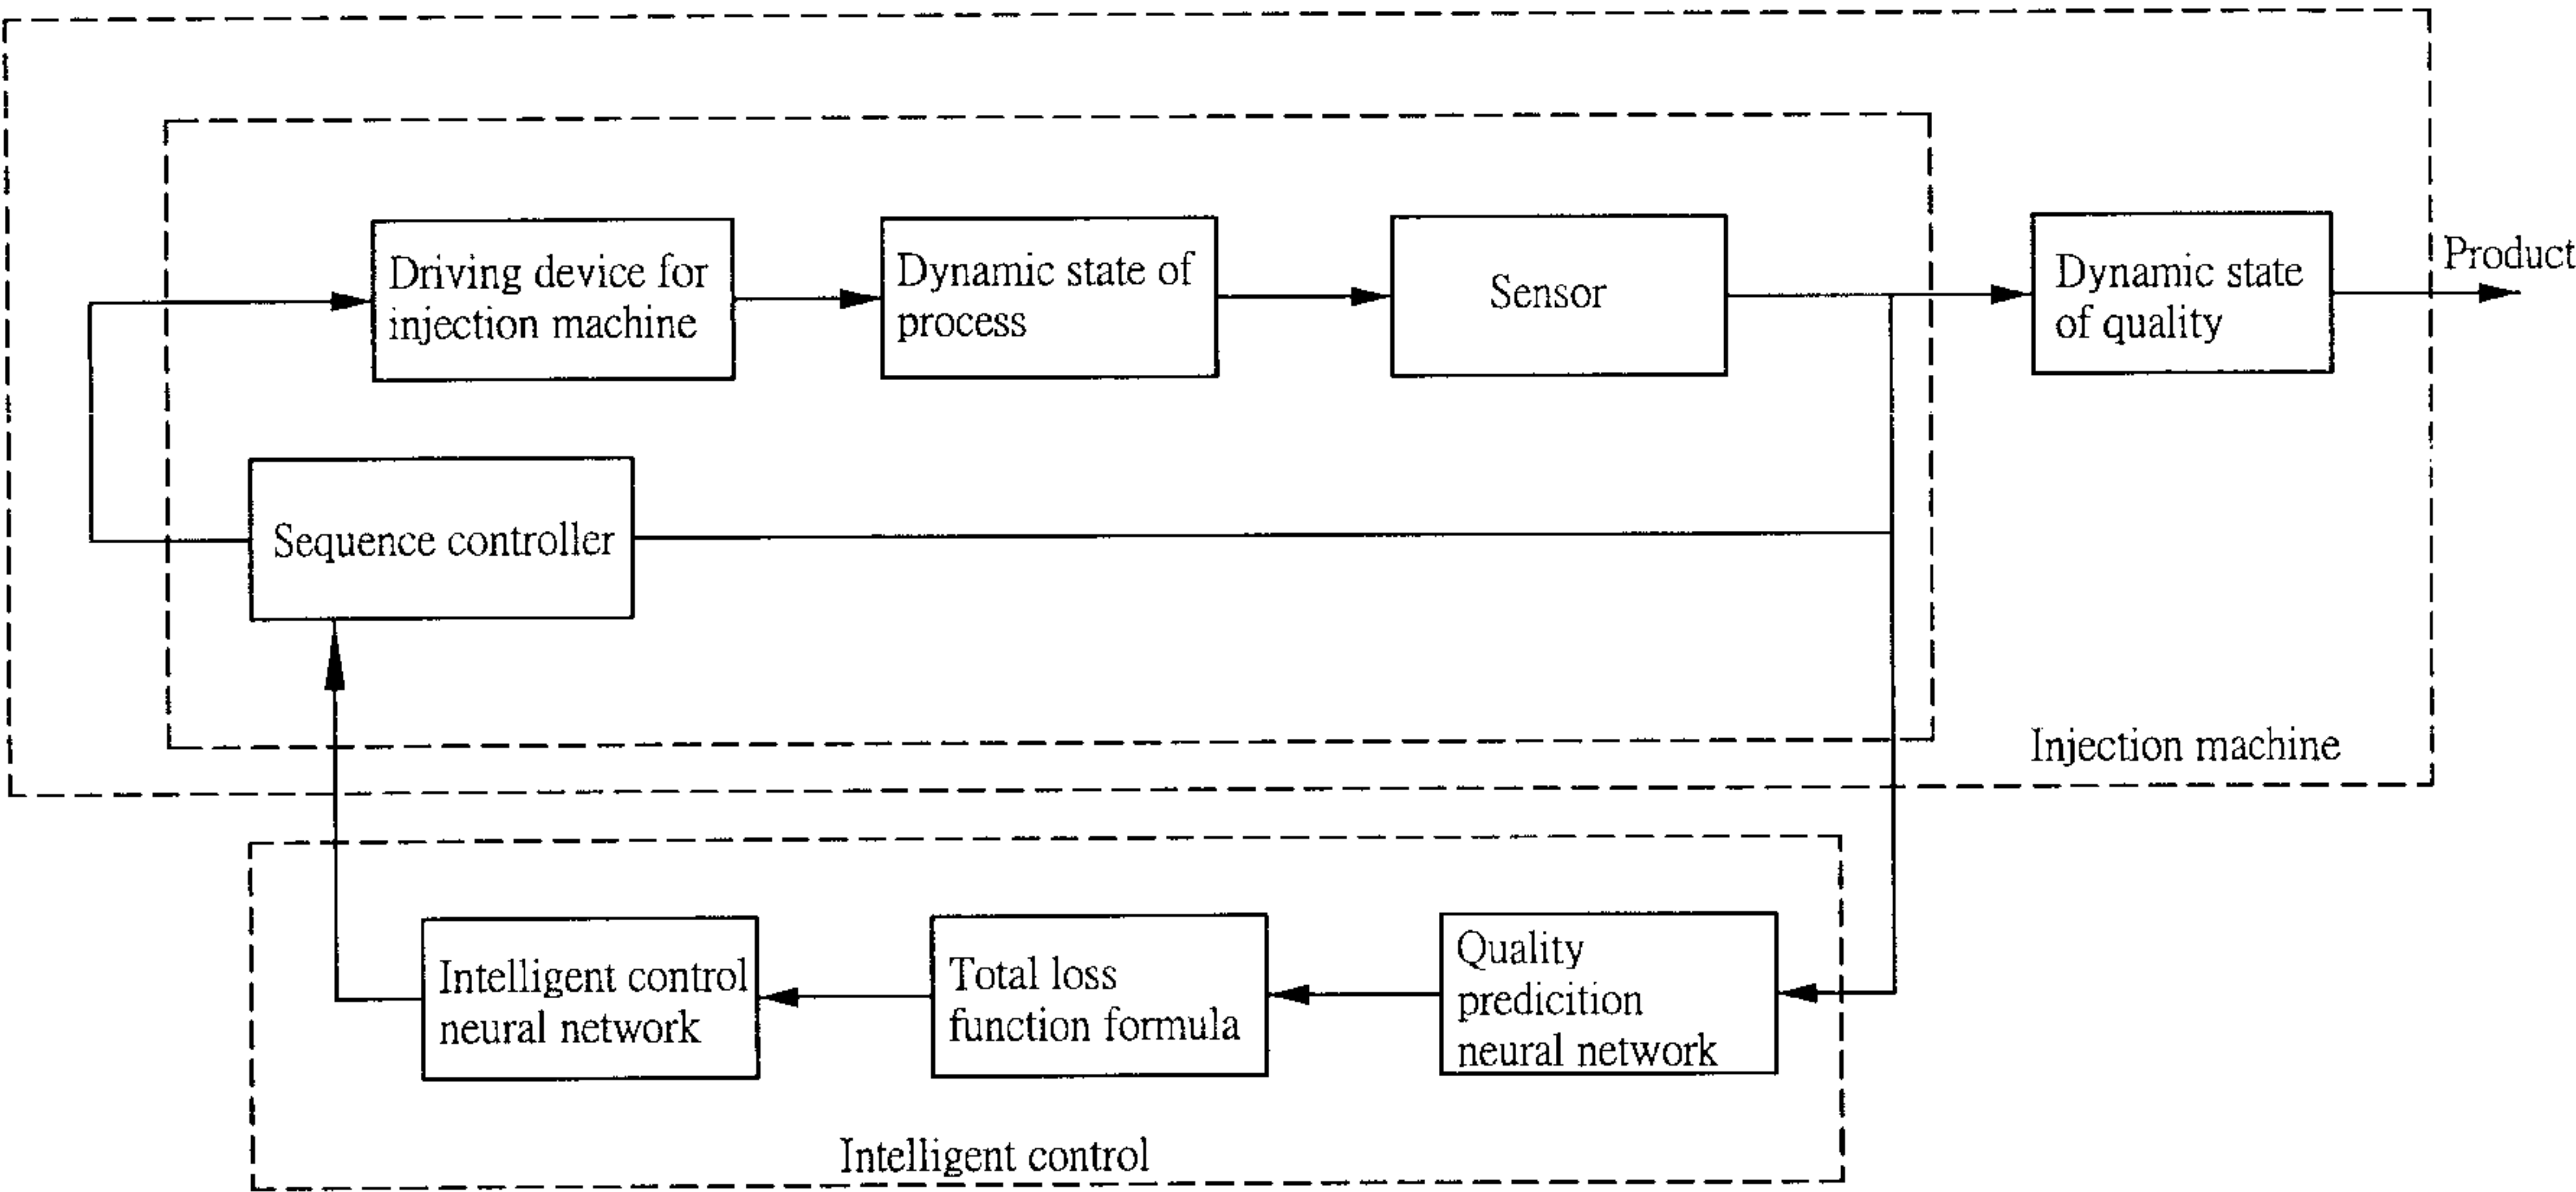 Driving device for
injection machine
Dynamic state of
process
Sensor
Dynamic state
of quality
Product
Sequence controller
Injection machine
Intelligent control
neural network
Total loss
function formula
Quality
predicition
neural network
Intelligent control